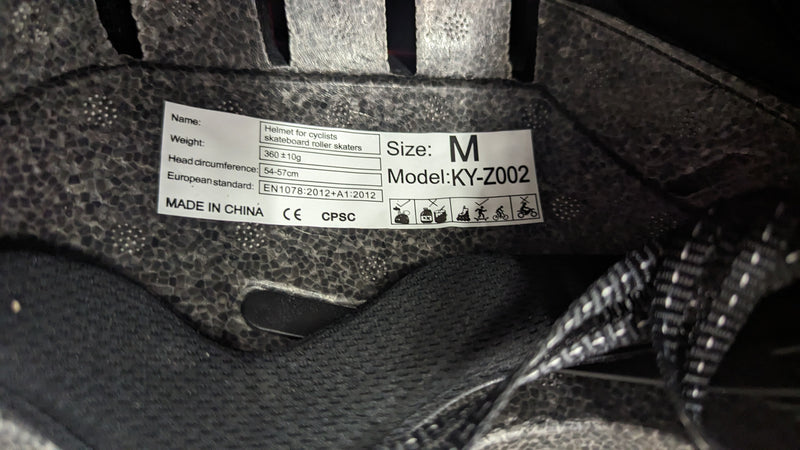 Name: Helmet for cyclists
skateboard roller skaters
Weight: 360±10g
Head circumference: 54-57cm
European standard: EN1078:2012+A1:2012
MADE IN CHINA CE CPSC
Size: M
Model:KY-Z002